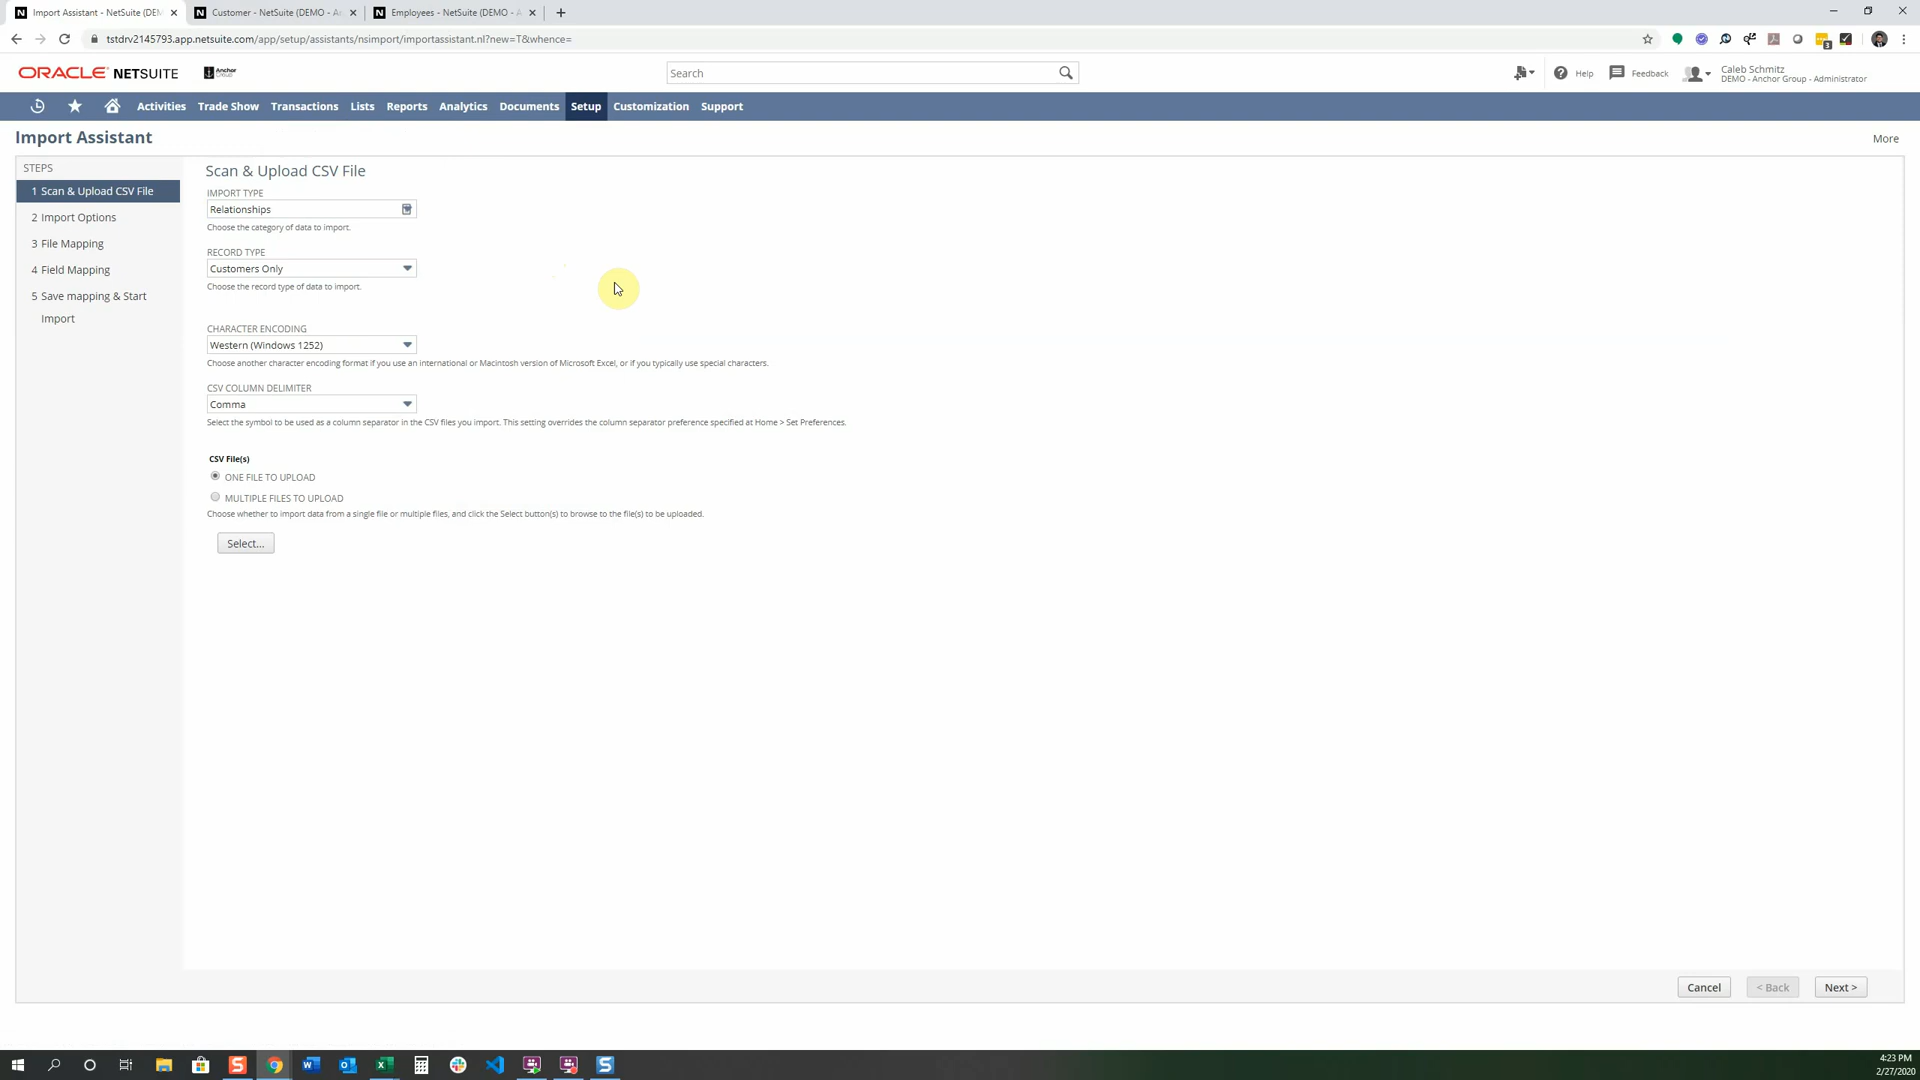 Import Assistant - NetSuite (DEM
Customer - NetSuite (DEMO - A
Employees - NetSuite (DEMO - A
tstdrv2145793.app.netsuite.com/app/setup/assistants/nsimport/importassistant.nl?new=T&whence=
ORACLE NETSUITE
Anchor
Search
Help
Feedback
Caleb Schmitz
DEMO - Anchor Group - Administrator
Activities Trade Show Transactions Lists Reports Analytics Documents Setup Customization Support
Import Assistant
More
STEPS
1 Scan & Upload CSV File
2 Import Options
3 File Mapping
4 Field Mapping
5 Save mapping & Start
Import
Scan & Upload CSV File
IMPORT TYPE
Relationships
Choose the category of data to import.
RECORD TYPE
Customers Only
Choose the record type of data to import.
CHARACTER ENCODING
Western (Windows 1252)
Choose another character encoding format if you use an international or Macintosh version of Microsoft Excel, or if you typically use special characters.
CSV COLUMN DELIMITER
Comma
Select the symbol to be used as a column separator in the CSV files you import. This setting overrides the column separator preference specified at Home > Set Preferences.
CSV File(s)
ONE FILE TO UPLOAD
MULTIPLE FILES TO UPLOAD
Choose whether to import data from a single file or multiple files, and click the Select button(s) to browse to the file(s) to be uploaded.
Select...
Cancel
< Back
Next >
4:23 PM
2/27/2020